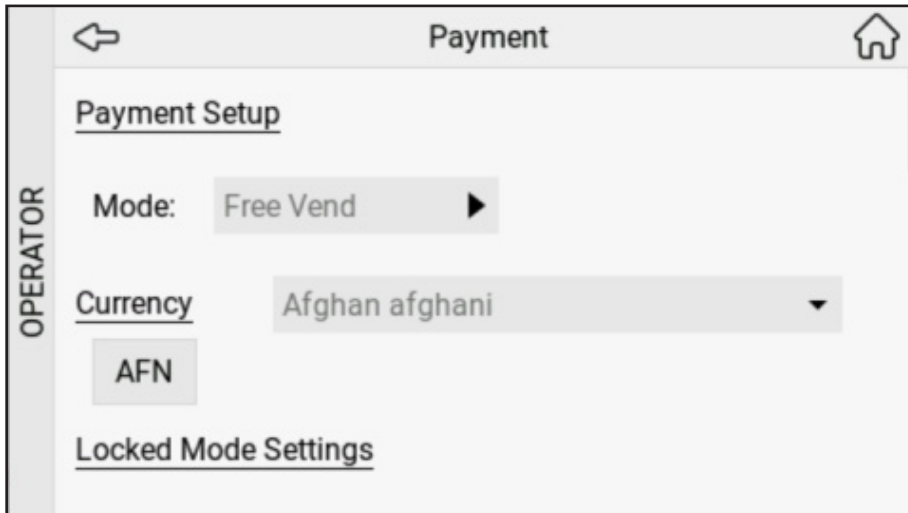 Payment
OPERATOR
Payment Setup
Mode: Free Vend
Currency Afghan afghani
AFN
Locked Mode Settings